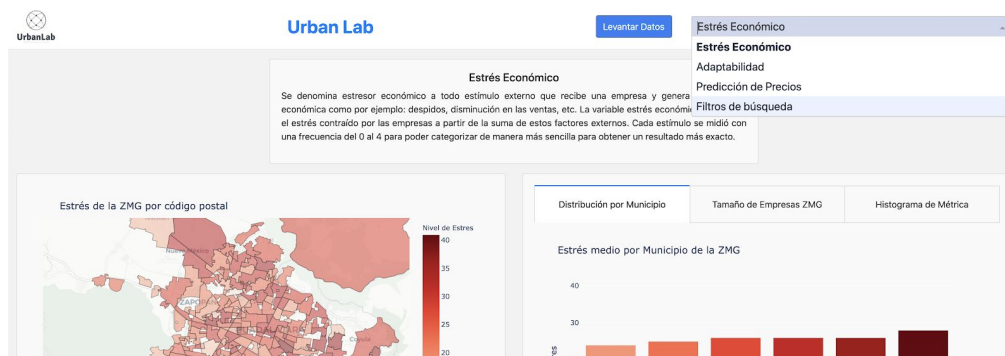 UrbanLab
Urban Lab
Levantar Datos
Estrés Económico
Estrés Económico
Adaptabilidad
Predicción de Precios
Filtros de búsqueda
Estrés Económico
Se denomina estresor económico a todo estímulo externo que recibe una empresa y genera
económica como por ejemplo: despidos, disminución en las ventas, etc. La variable estrés económi
el estrés contraído por las empresas a partir de la suma de estos factores externos. Cada estímulo se midió con
una frecuencia del 0 al 4 para poder categorizar de manera más sencilla para obtener un resultado más exacto.
Estrés de la ZMG por código postal
Nivel de Estres
40
35
30
25
20
Nuevo México
ZAPOPAN
GUADALAJARA
Coyula
Distribución por Municipio
Tamaño de Empresas ZMG
Histograma de Métrica
Estrés medio por Municipio de la ZMG
40
30